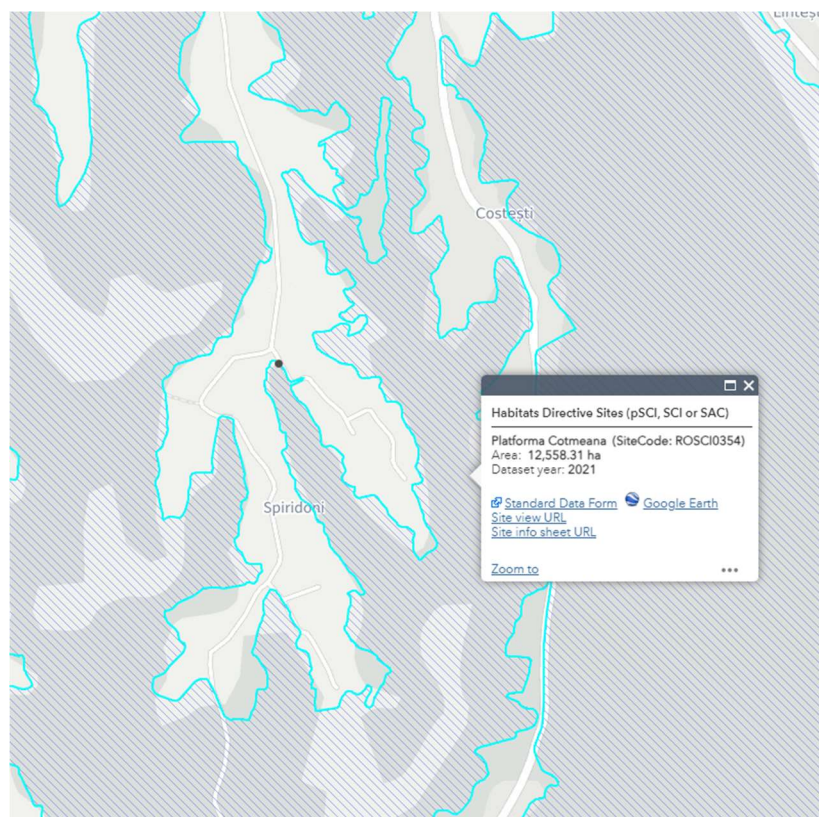 Costești
Habitats Directive Sites (pSCI, SCI or SAC)
Platforma Cotmeana (SiteCode: ROSCI0354)
Area: 12,558.31 ha
Dataset year: 2021
Standard Data Form Google Earth
Site view URL
Site info sheet URL
Spiridoni
Zoom to